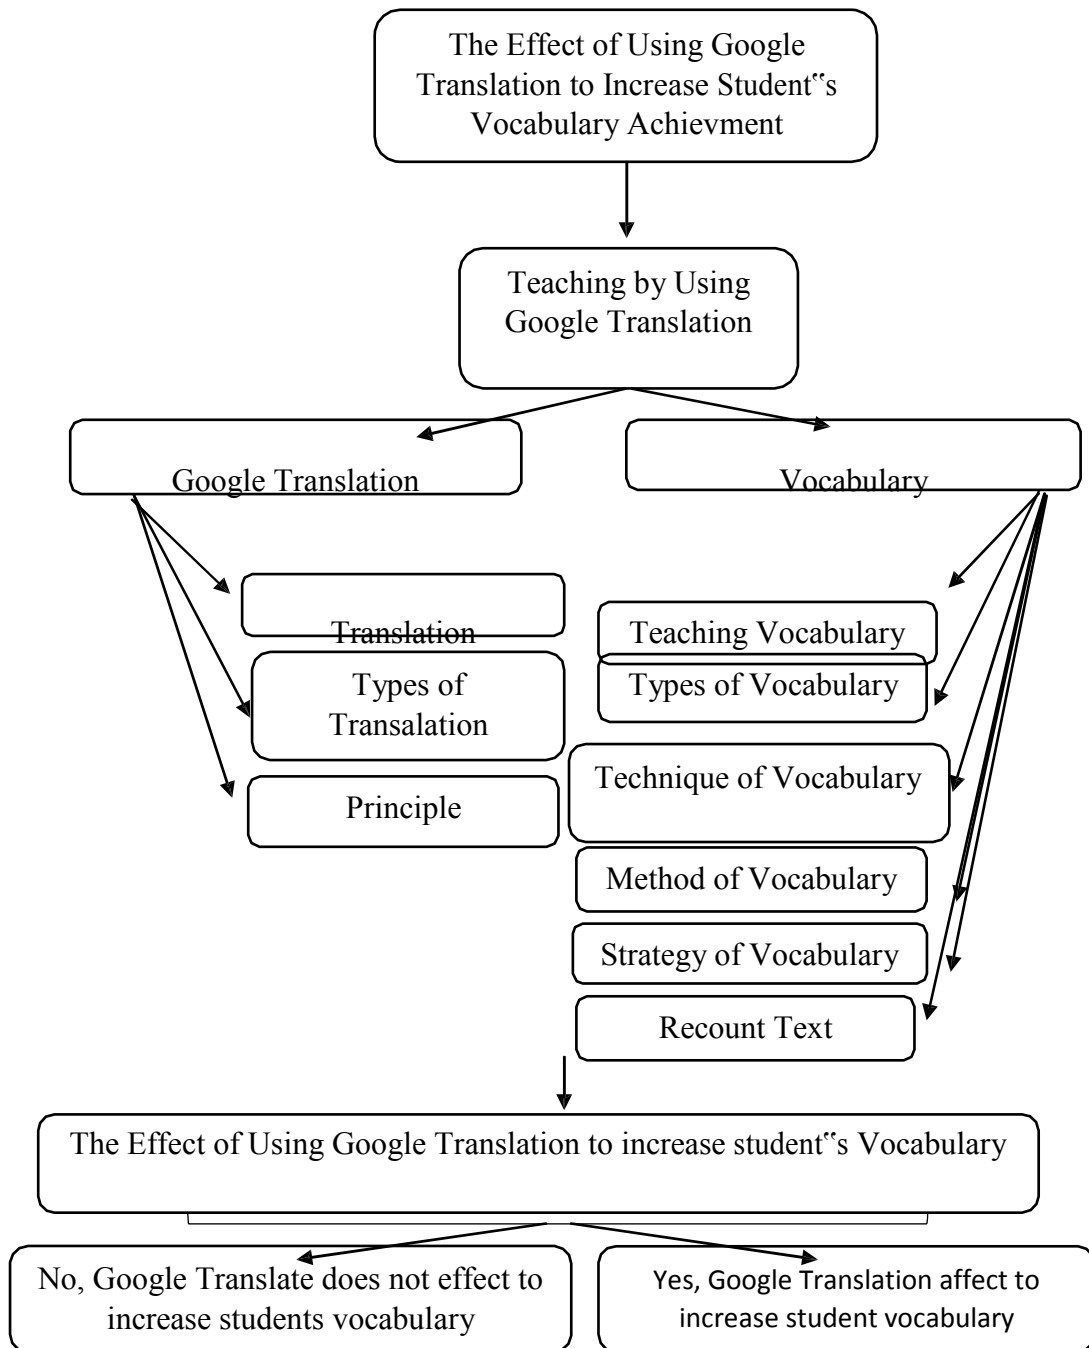 The Effect of Using Google
Translation to Increase Student‟s
Vocabulary Achievment
Teaching by Using
Google Translation
Google Translation
Vocabulary
Translation
Types of
Transalation
Principle
Teaching Vocabulary
Types of Vocabulary
Technique of Vocabulary
Method of Vocabulary
Strategy of Vocabulary
Recount Text
The Effect of Using Google Translation to increase student‟s Vocabulary
No, Google Translate does not effect to
increase students vocabulary
Yes, Google Translation affect to
increase student vocabulary